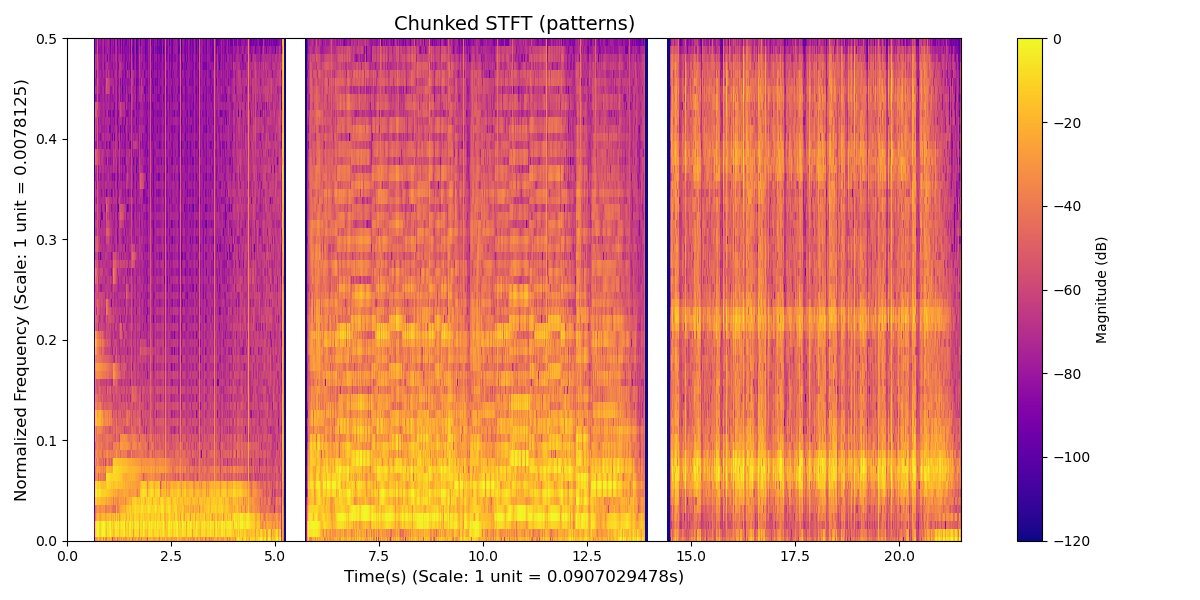 Chunked STFT (patterns)
Normalized Frequency (Scale: 1 unit = 0.0078125)
0.5
0.4
0.3
0.2
0.1
0.0
0.0 2.5 5.0 7.5 10.0 12.5 15.0 17.5 20.0
Time(s) (Scale: 1 unit = 0.0907029478s)
0
−20
−40
−60
−80
−100
−120
Magnitude (dB)